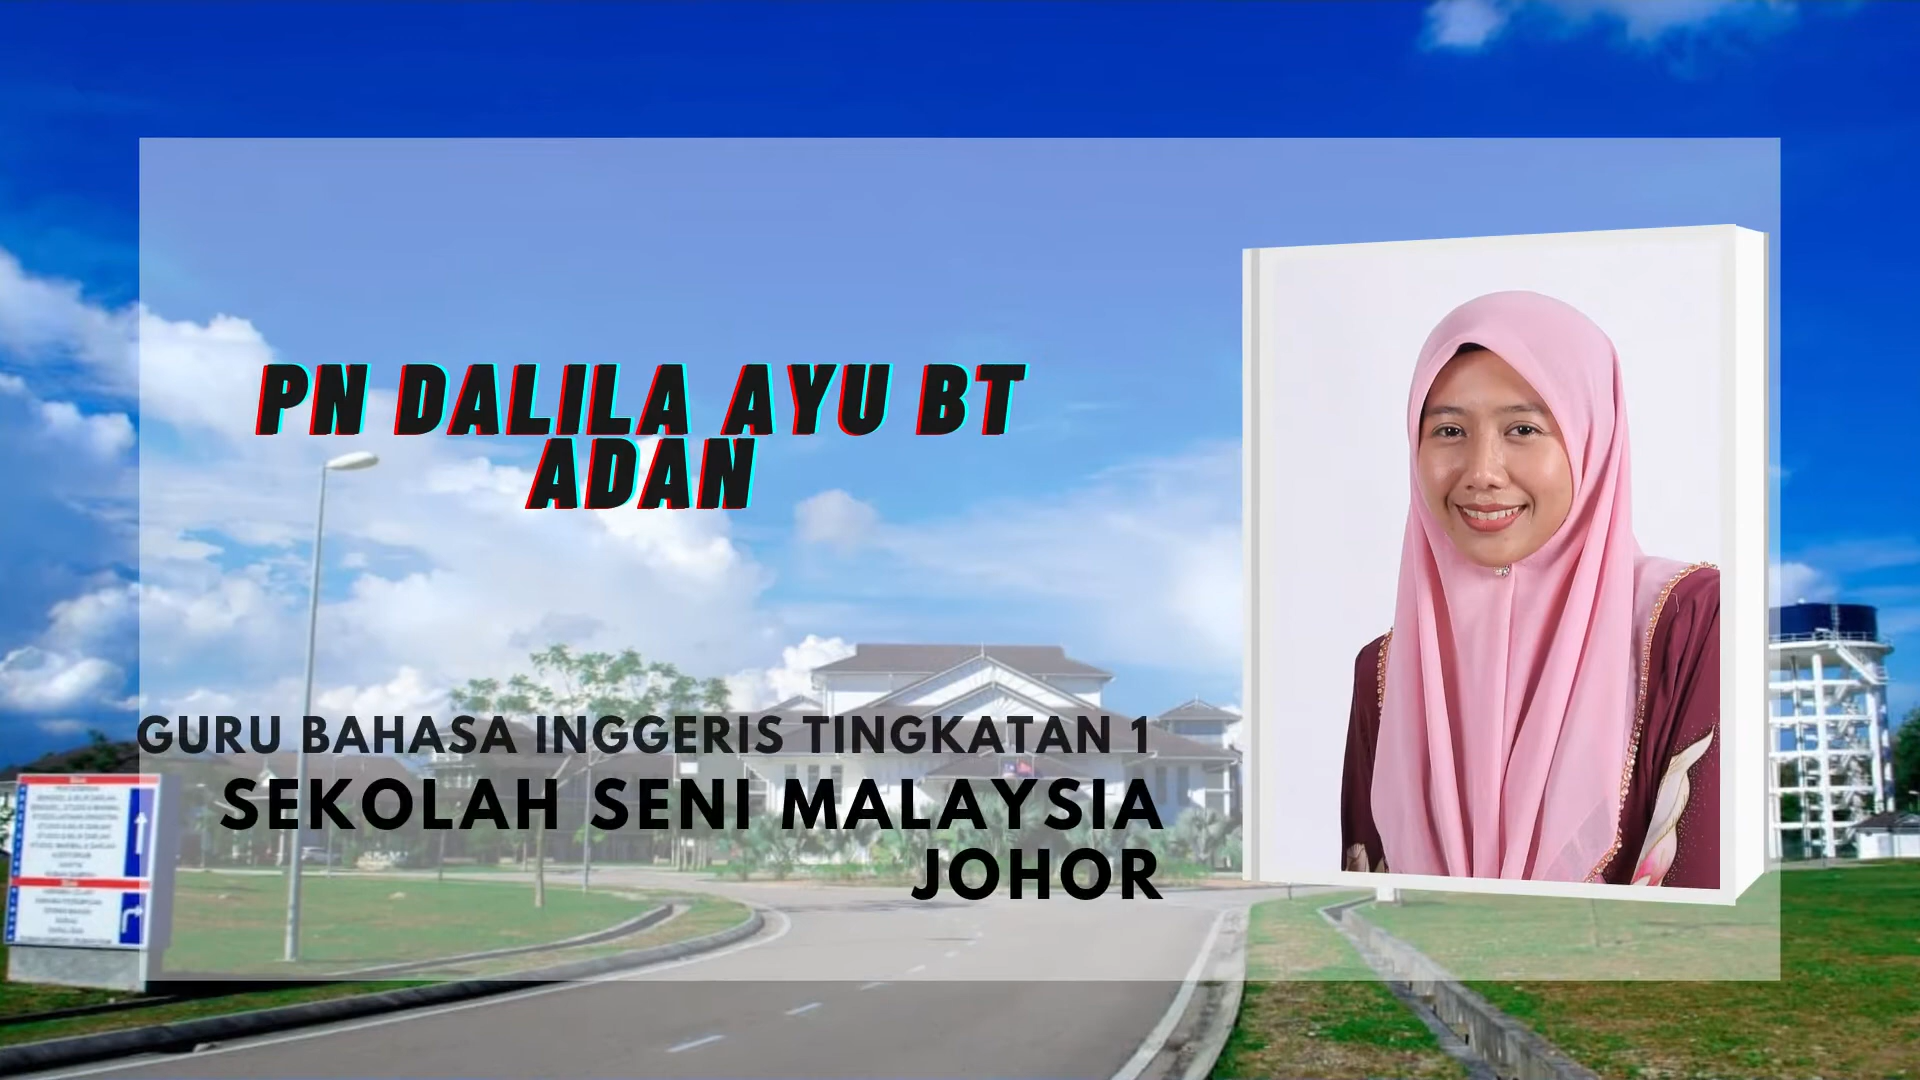 PN DALILA AYU BT
ADAN
GURU BAHASA INGGERIS TINGKATAN 1
SEKOLAH SENI MALAYSIA
JOHOR